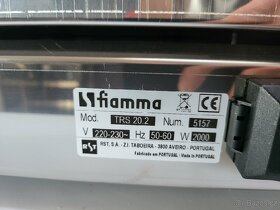 fiamma
Mod. TRS 20.2 Num. 5157
V 220-230~ Hz 50-60 W 2000
RST RST, S.A. - Z.I. TABOEIRA - 3800 AVEIRO - PORTUGAL
Fabricado em PORTUGAL - Made in PORTUGAL